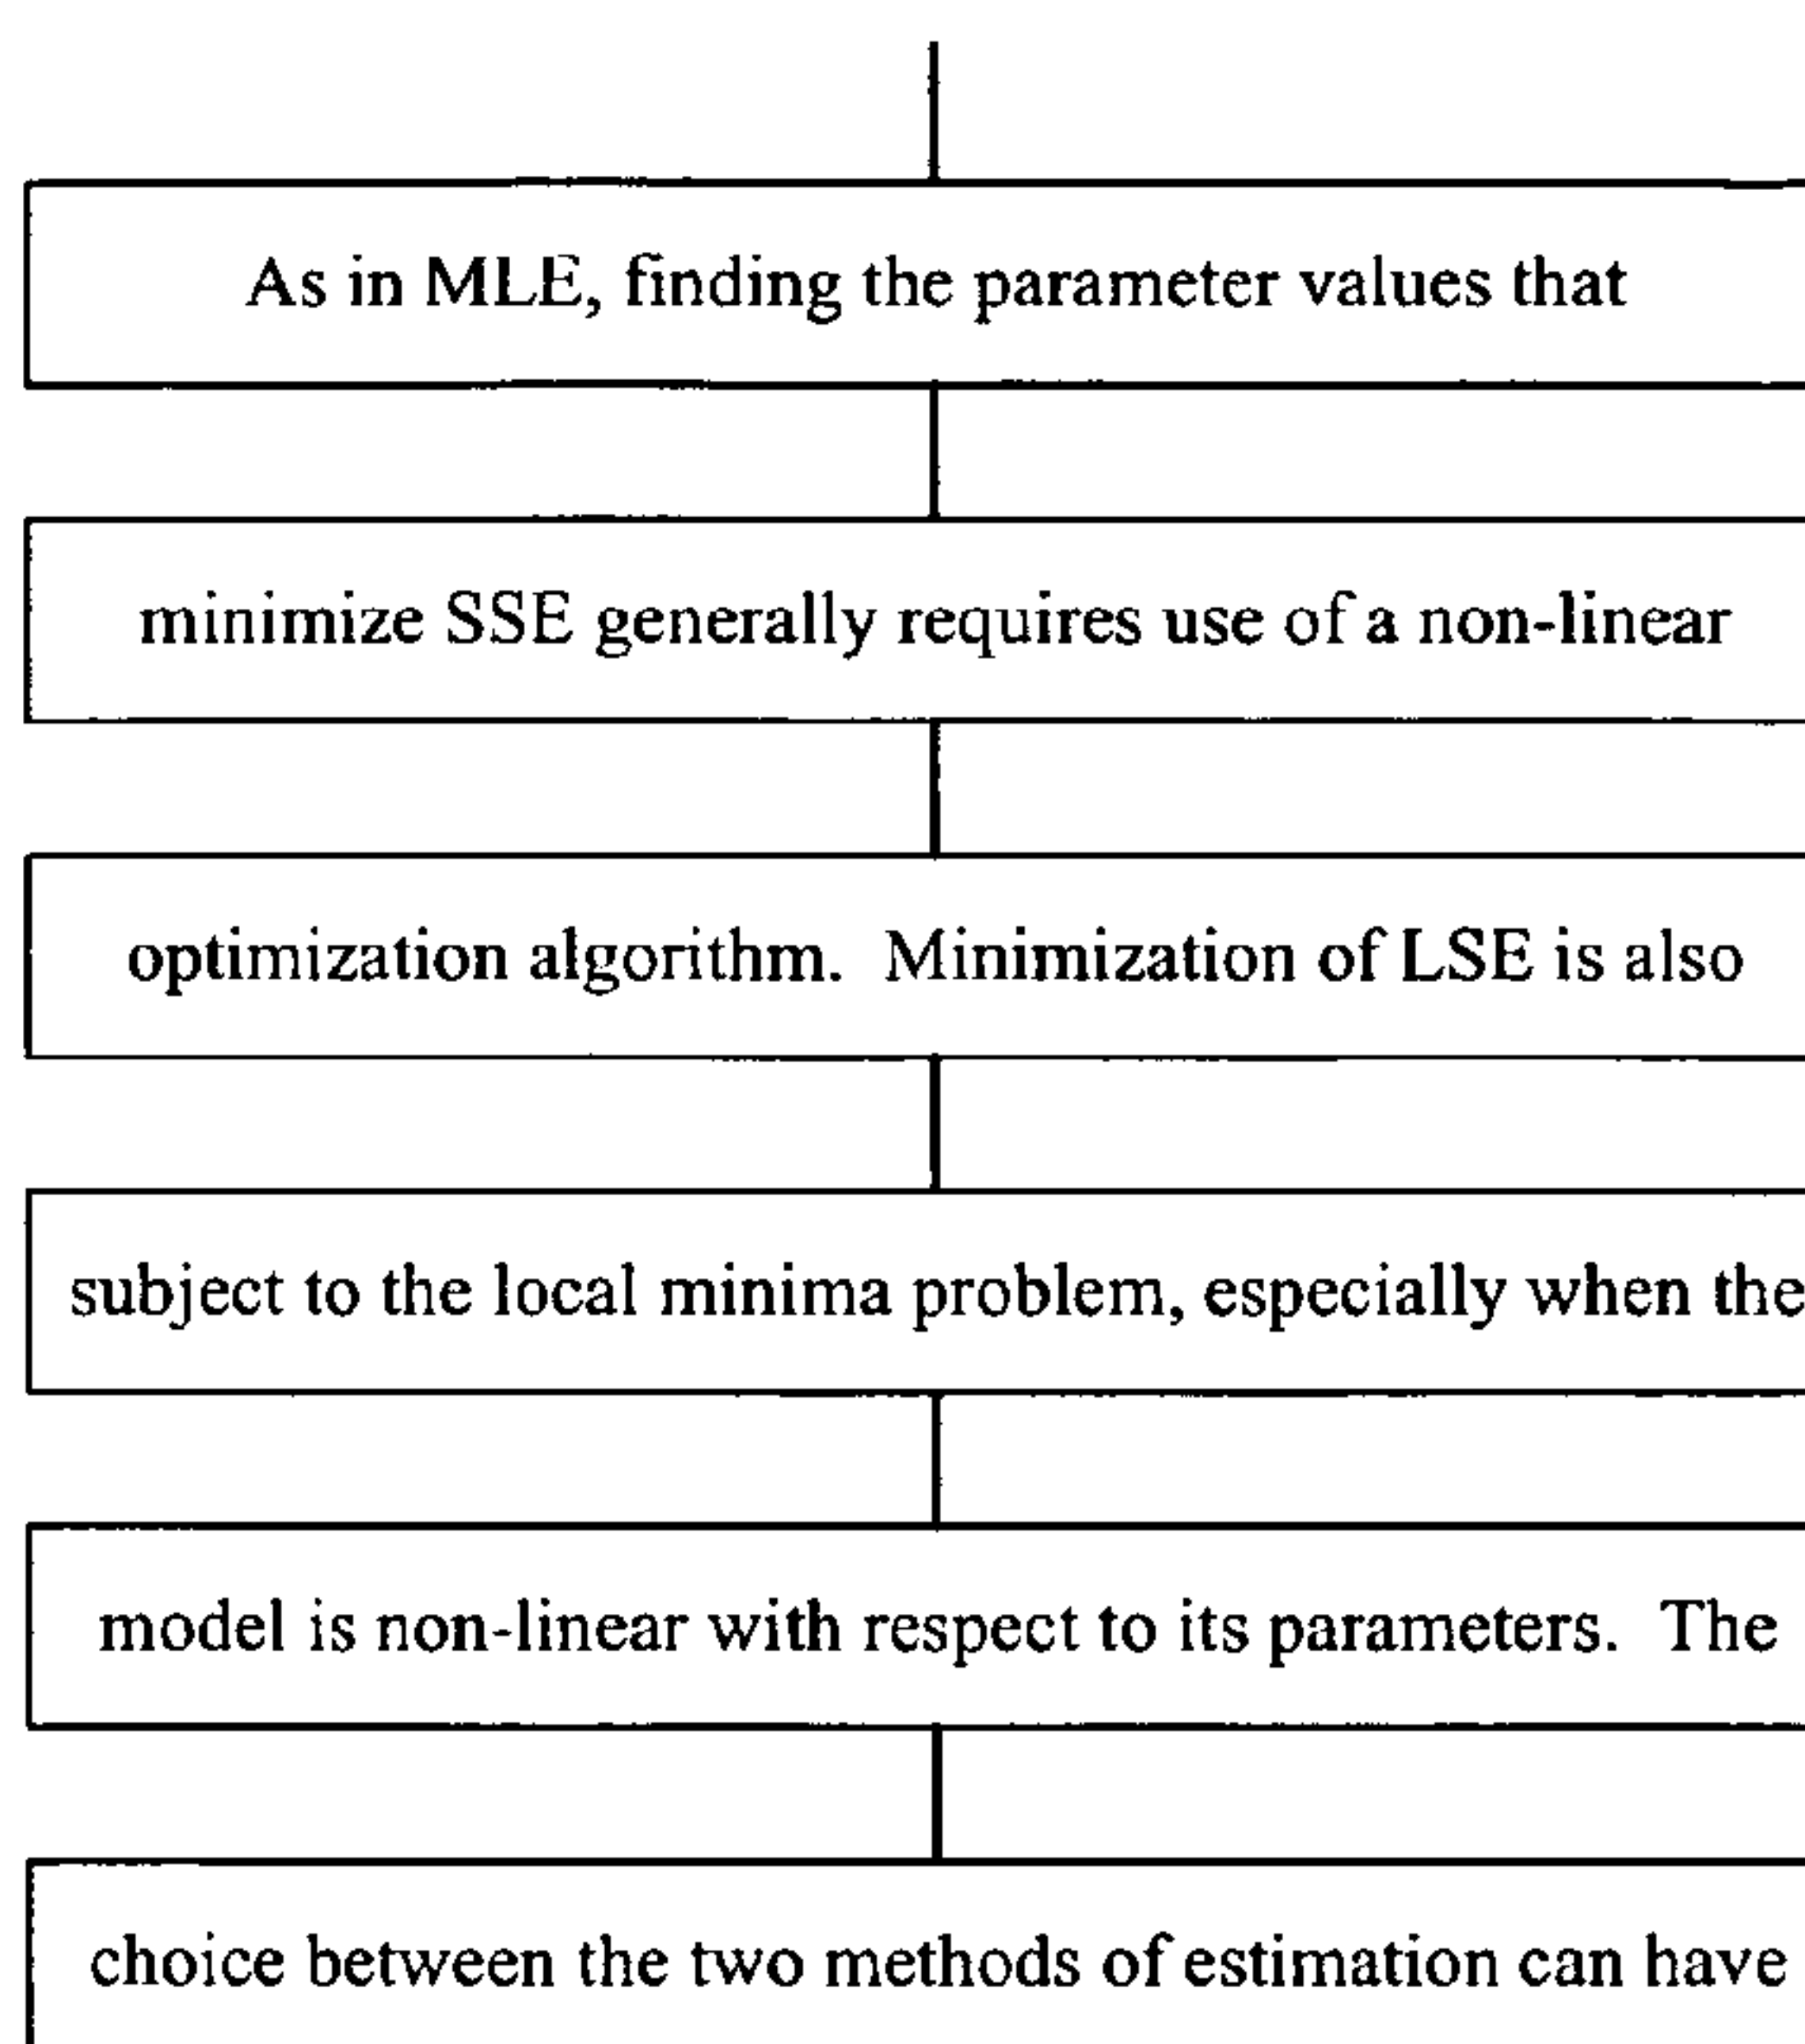 As in MLE, finding the parameter values that
minimize SSE generally requires use of a non-linear
optimization algorithm. Minimization of LSE is also
subject to the local minima problem, especially when the
model is non-linear with respect to its parameters. The
choice between the two methods of estimation can have